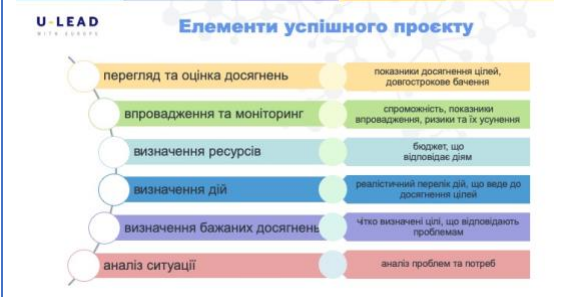 U-LEAD
WITH EUROPE
Елементи успішного проєкту
перегляд та оцінка досягнень
показники досягнення цілей,
довгострокове бачення
впровадження та моніторинг
спроможність, показники
впровадження, ризики та їх усунення
визначення ресурсів
бюджет, що
відповідає діям
визначення дій
реалістичний перелік дій, що веде до
досягнення цілей
визначення бажаних досягнень
чітко визначені цілі, що відповідають
проблемам
аналіз ситуації
аналіз проблем та потреб